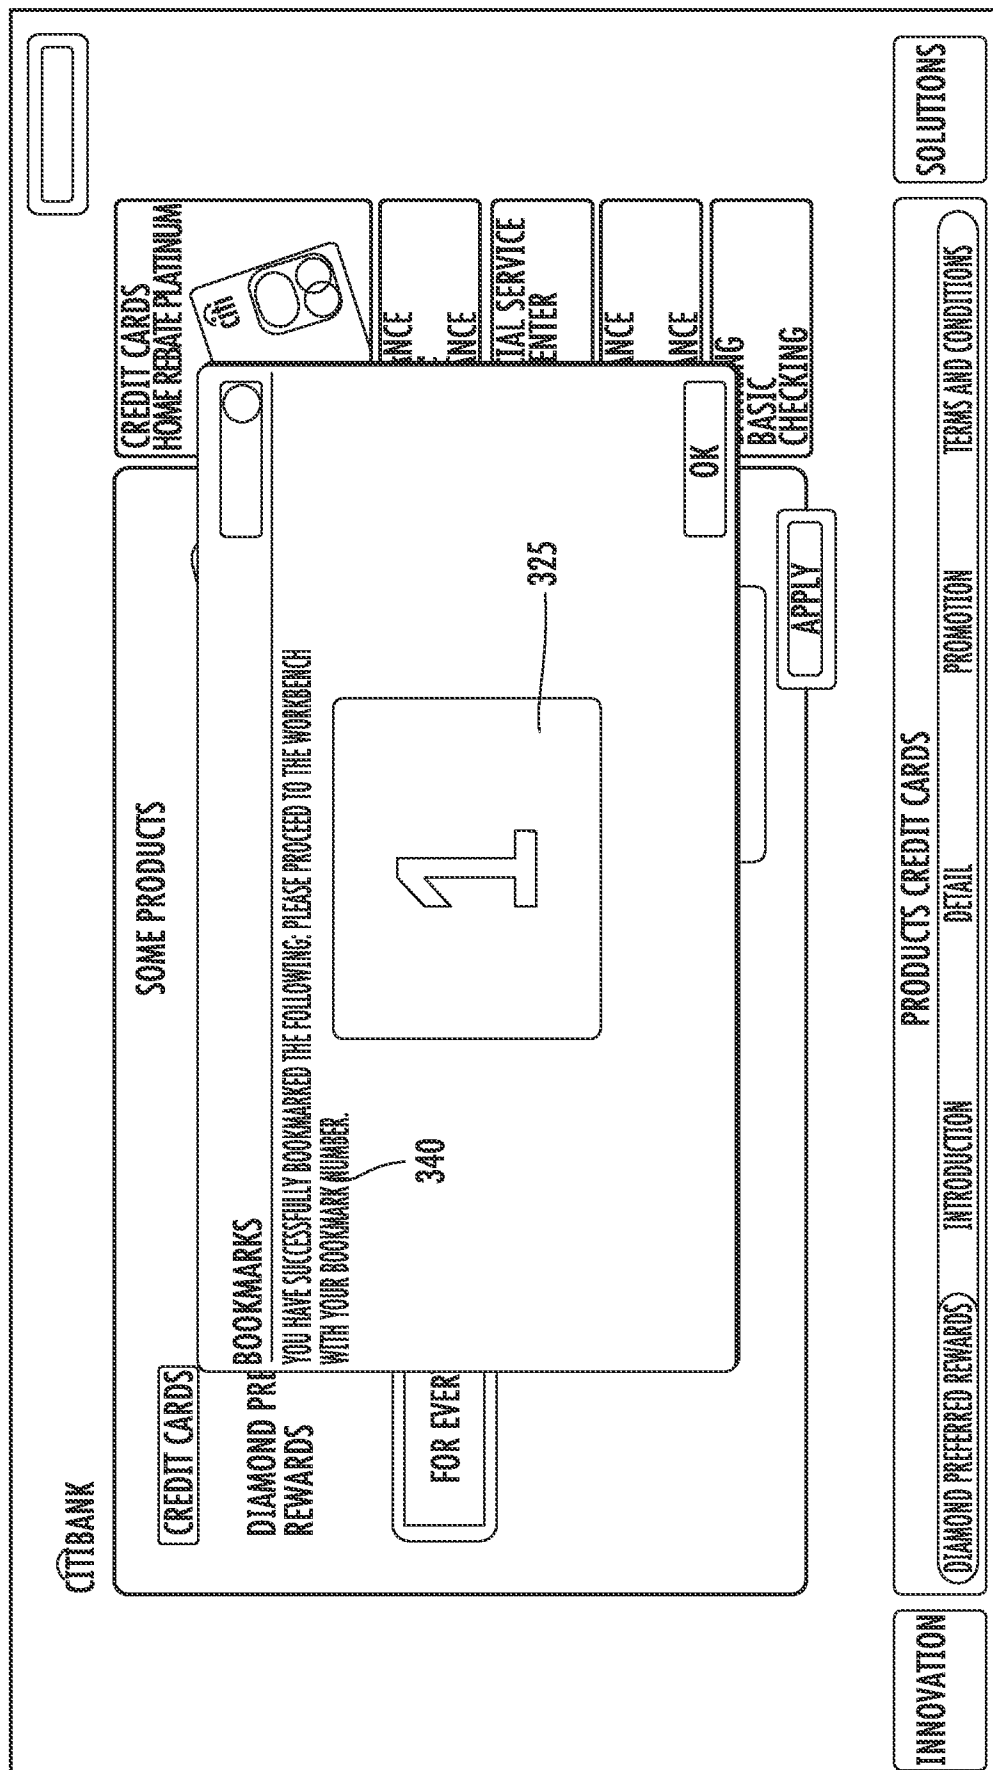 CITIBANK
SOME PRODUCTS
CREDIT CARDS
DIAMOND PRE
REWARDS
FOR EVER
BOOKMARKS
YOU HAVE SUCCESSFULLY BOOKMARKED THE FOLLOWING: PLEASE PROCEED TO THE WORKBENCH
WITH YOUR BOOKMARK NUMBER.
340
1
325
OK
APPLY
CREDIT CARDS
HOME REBATE PLATINUM
citi
ENCE
NCE
TIAL SERVICE
ENTER
NCE
NCE
NG
BASIC
CHECKING
INNOVATION
PRODUCTS CREDIT CARDS
DIAMOND PREFERRED REWARDS
INTRODUCTION
DETAIL
PROMOTION
TERMS AND CONDITIONS
SOLUTIONS